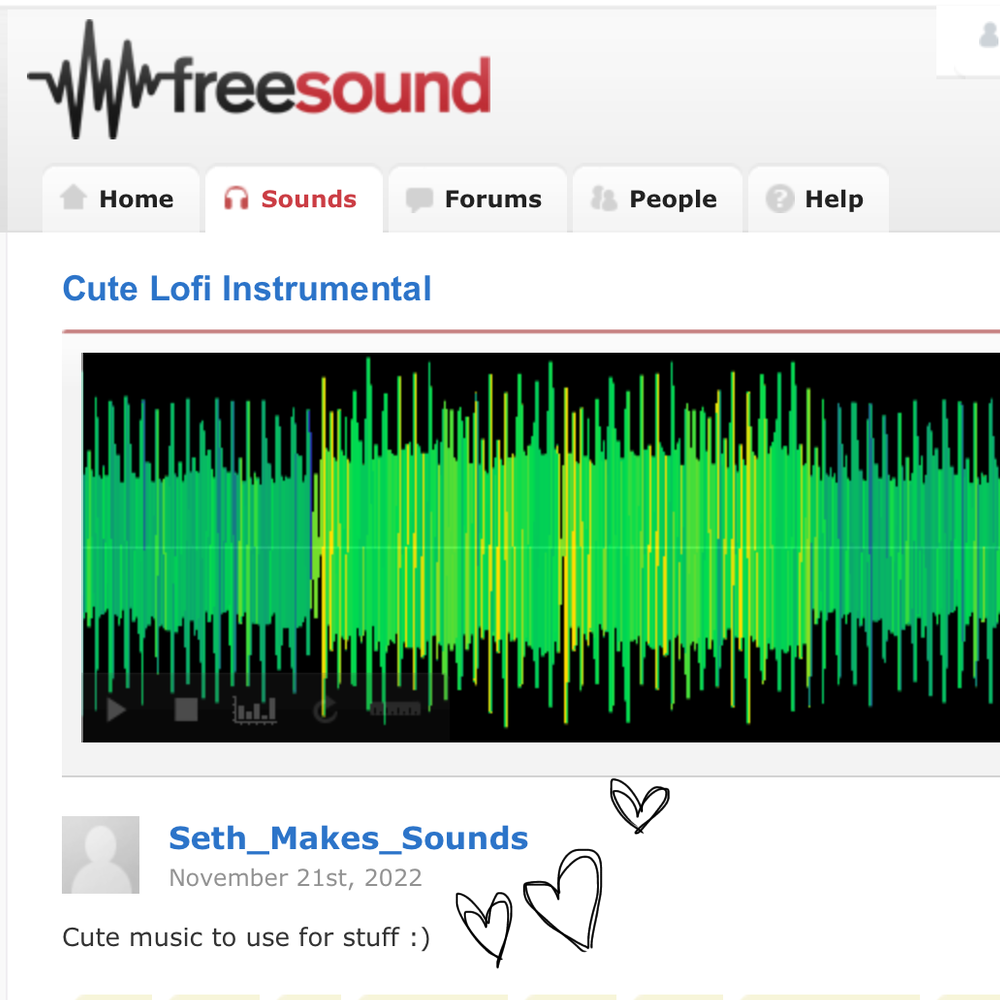 freesound
Home Sounds Forums People Help
Cute Lofi Instrumental
Seth_Makes_Sounds
November 21st, 2022
Cute music to use for stuff :)